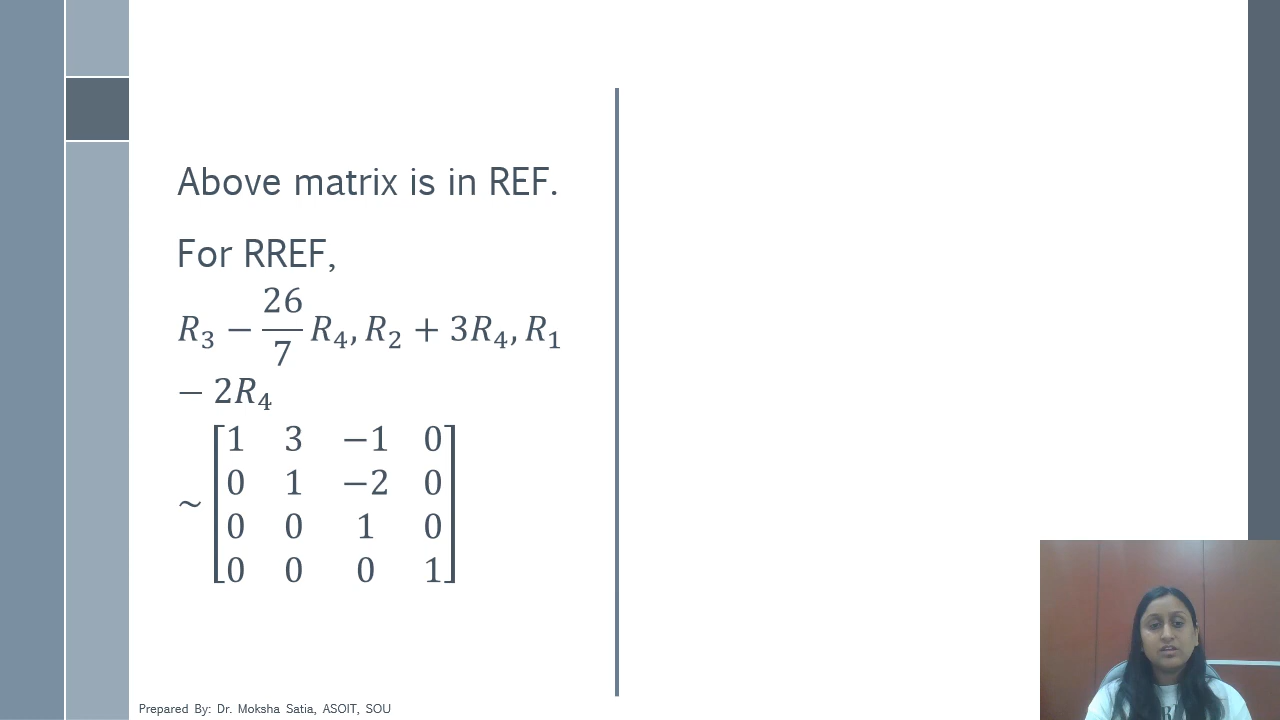 Above matrix is in REF.
For RREF,
R₃ − 26/7 R₄, R₂ + 3R₄, R₁
− 2R₄
~ [1 3 −1 0
0 1 −2 0
0 0 1 0
0 0 0 1]
Prepared By: Dr. Moksha Satia, ASOIT, SOU